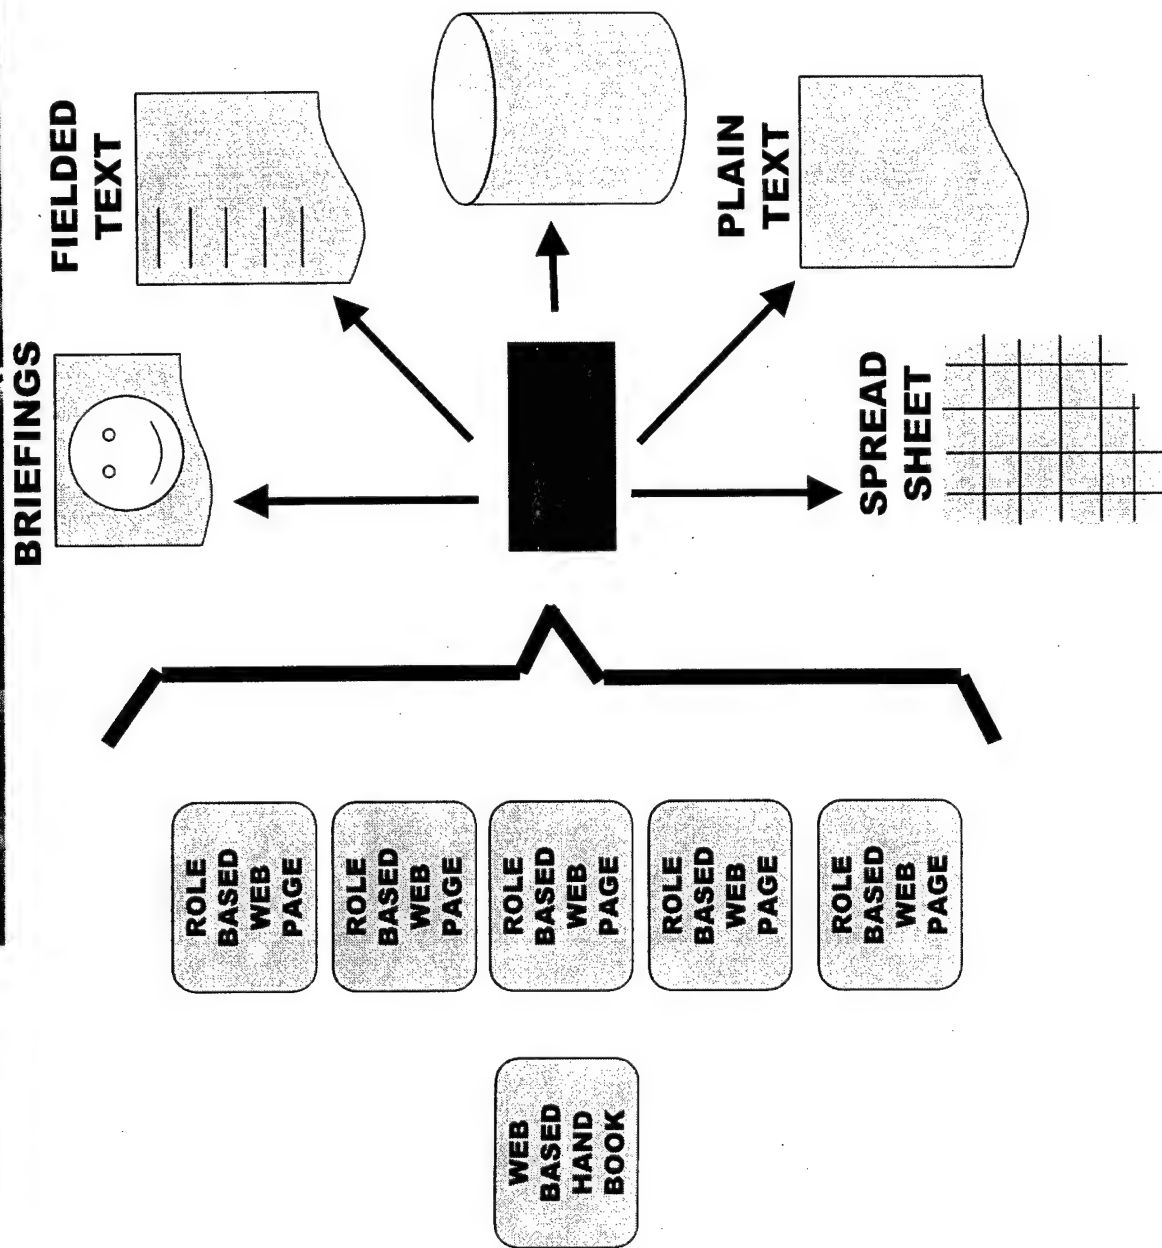 WEB
BASED
HAND
BOOK
ROLE
BASED
WEB
PAGE
ROLE
BASED
WEB
PAGE
ROLE
BASED
WEB
PAGE
ROLE
BASED
WEB
PAGE
ROLE
BASED
WEB
PAGE
BRIEFINGS
FIELDED
TEXT
PLAIN
TEXT
SPREAD
SHEET